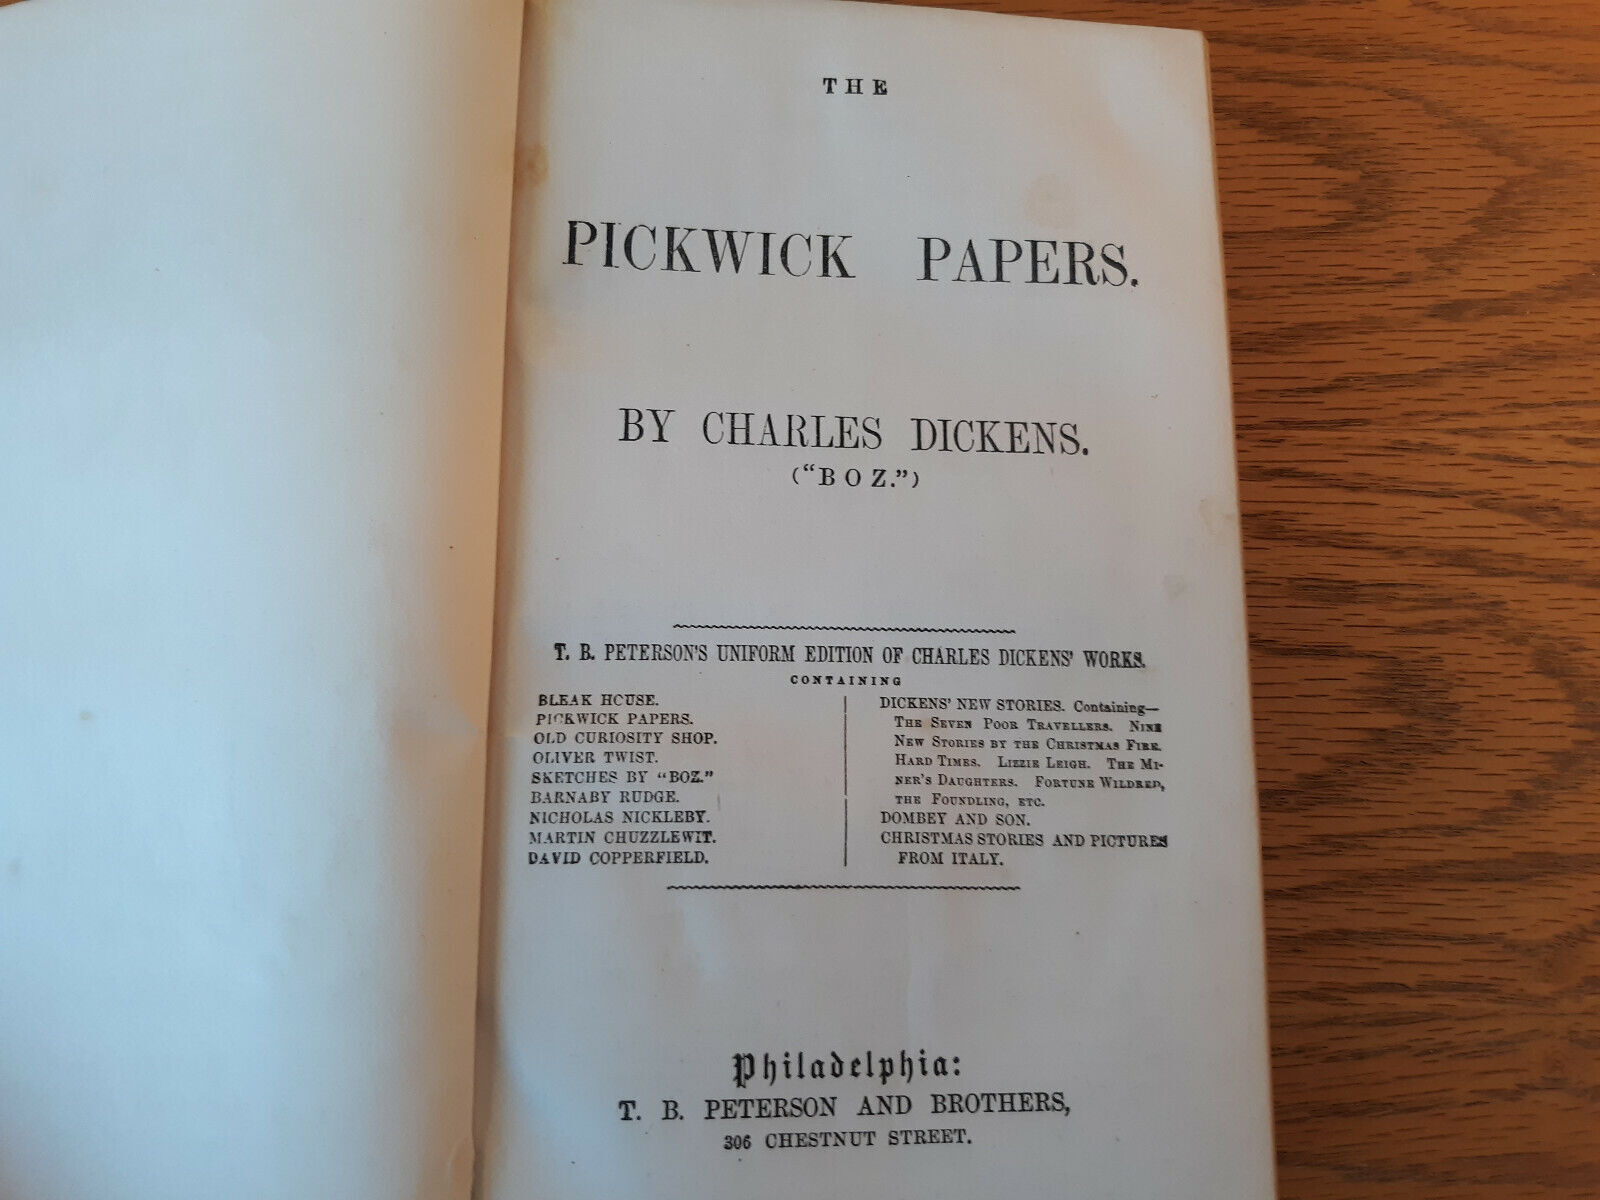 THE
PICKWICK PAPERS.
BY CHARLES DICKENS.
("BOZ.")
T. B. PETERSON'S UNIFORM EDITION OF CHARLES DICKENS' WORKS.
CONTAINING
BLEAK HOUSE.
PICKWICK PAPERS.
OLD CURIOSITY SHOP.
OLIVER TWIST.
SKETCHES BY "BOZ."
BARNABY RUDGE.
NICHOLAS NICKLEBY.
MARTIN CHUZZLEWIT.
DAVID COPPERFIELD.
DICKENS' NEW STORIES. Containing—
THE SEVEN POOR TRAVELLERS. NINE
NEW STORIES BY THE CHRISTMAS FIRE.
HARD TIMES. LIZZIE LEIGH. THE MI-
NER'S DAUGHTERS. FORTUNE WILDRED,
THE FOUNDLING, ETC.
DOMBEY AND SON.
CHRISTMAS STORIES AND PICTURES
FROM ITALY.
Philadelphia:
T. B. PETERSON AND BROTHERS,
306 CHESTNUT STREET.